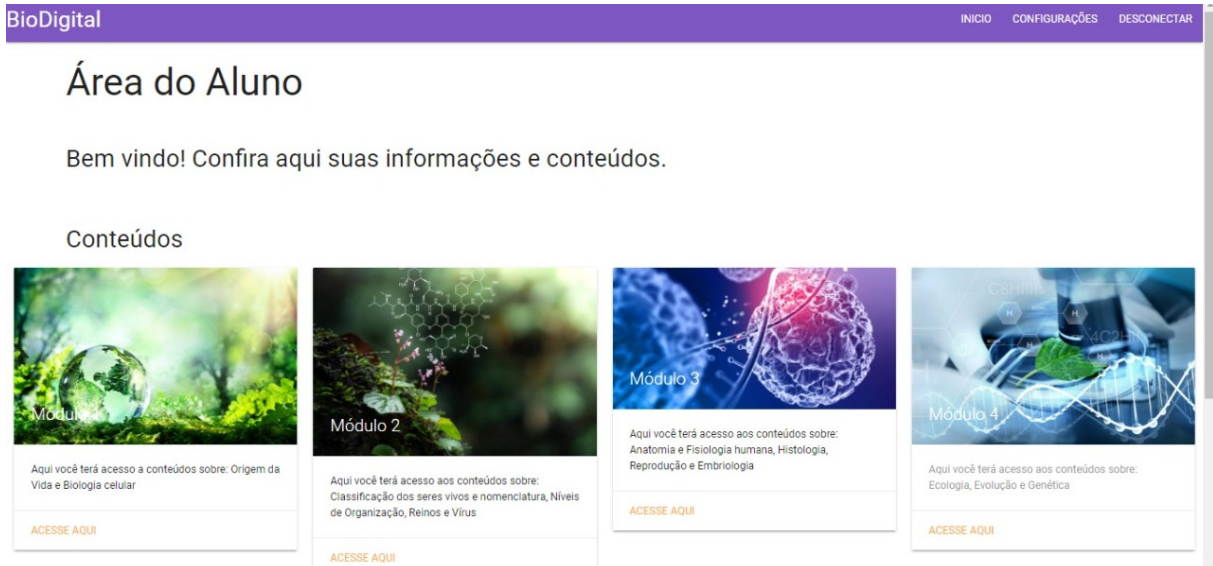 BioDigital
INICIO CONFIGURAÇÕES DESCONECTAR
Área do Aluno
Bem vindo! Confira aqui suas informações e conteúdos.
Conteúdos
Módulo
Aqui você terá acesso a conteúdos sobre: Origem da
Vida e Biologia celular
ACESSE AQUI
Módulo 2
Aqui você terá acesso aos conteúdos sobre:
Classificação dos seres vivos e nomenclatura, Níveis
de Organização, Reinos e Vírus
ACESSE AQUI
Módulo 3
Aqui você terá acesso aos conteúdos sobre:
Anatomia e Fisiologia humana, Histologia,
Reprodução e Embriologia
ACESSE AQUI
CBHIIIN
H
H
Módulo 4
Aqui você terá acesso aos conteúdos sobre:
Ecologia, Evolução e Genética
ACESSE AQUI